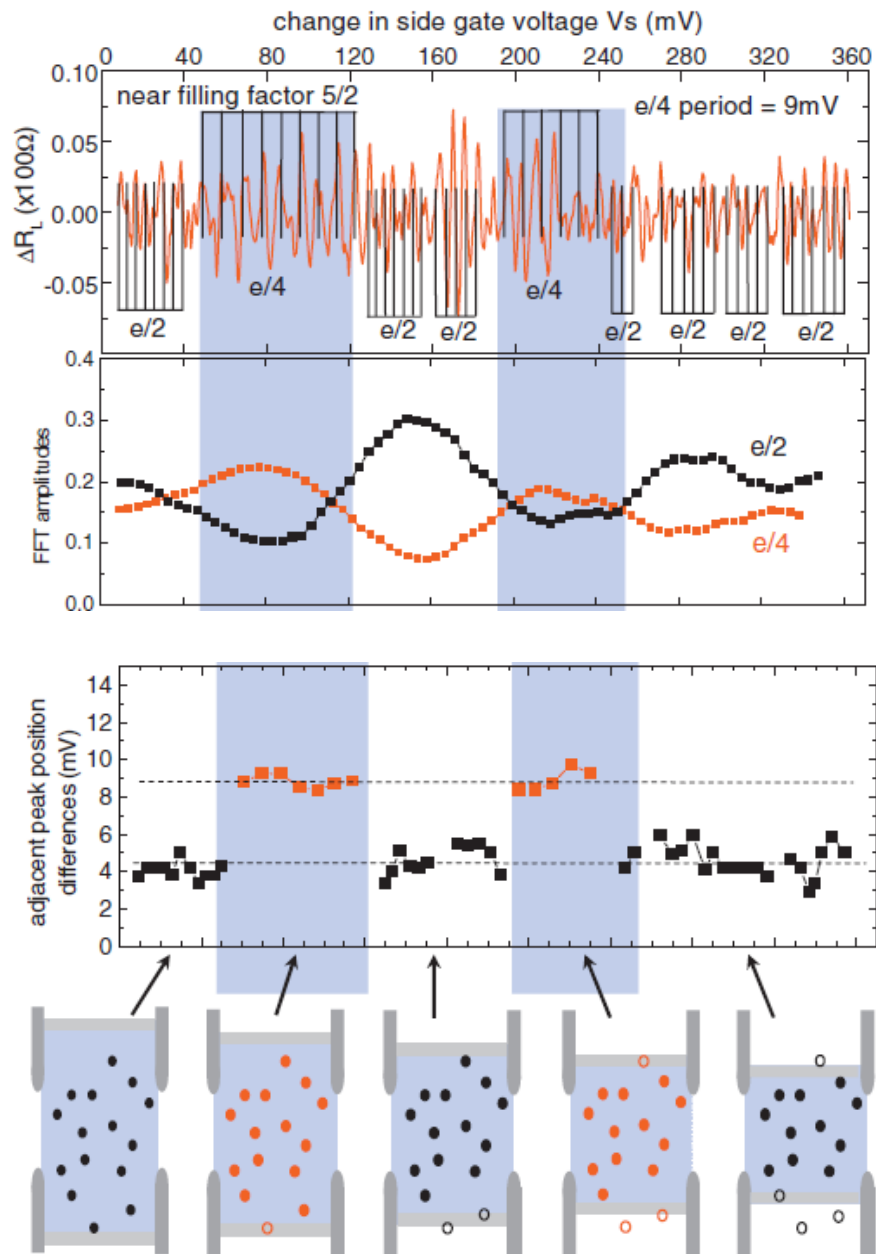 change in side gate voltage Vs (mV)
0 40 80 120 160 200 240 280 320 360
0.10
near filling factor 5/2 e/4 period = 9mV
0.05
0.00
-0.05
ΔR_L (x100Ω)
e/4 e/4
e/2 e/2 e/2 e/2 e/2 e/2 e/2
0.4
0.3
0.2
0.1
0.0
FFT amplitudes
e/2
e/4
14
12
10
8
6
4
2
0
adjacent peak position
differences (mV)